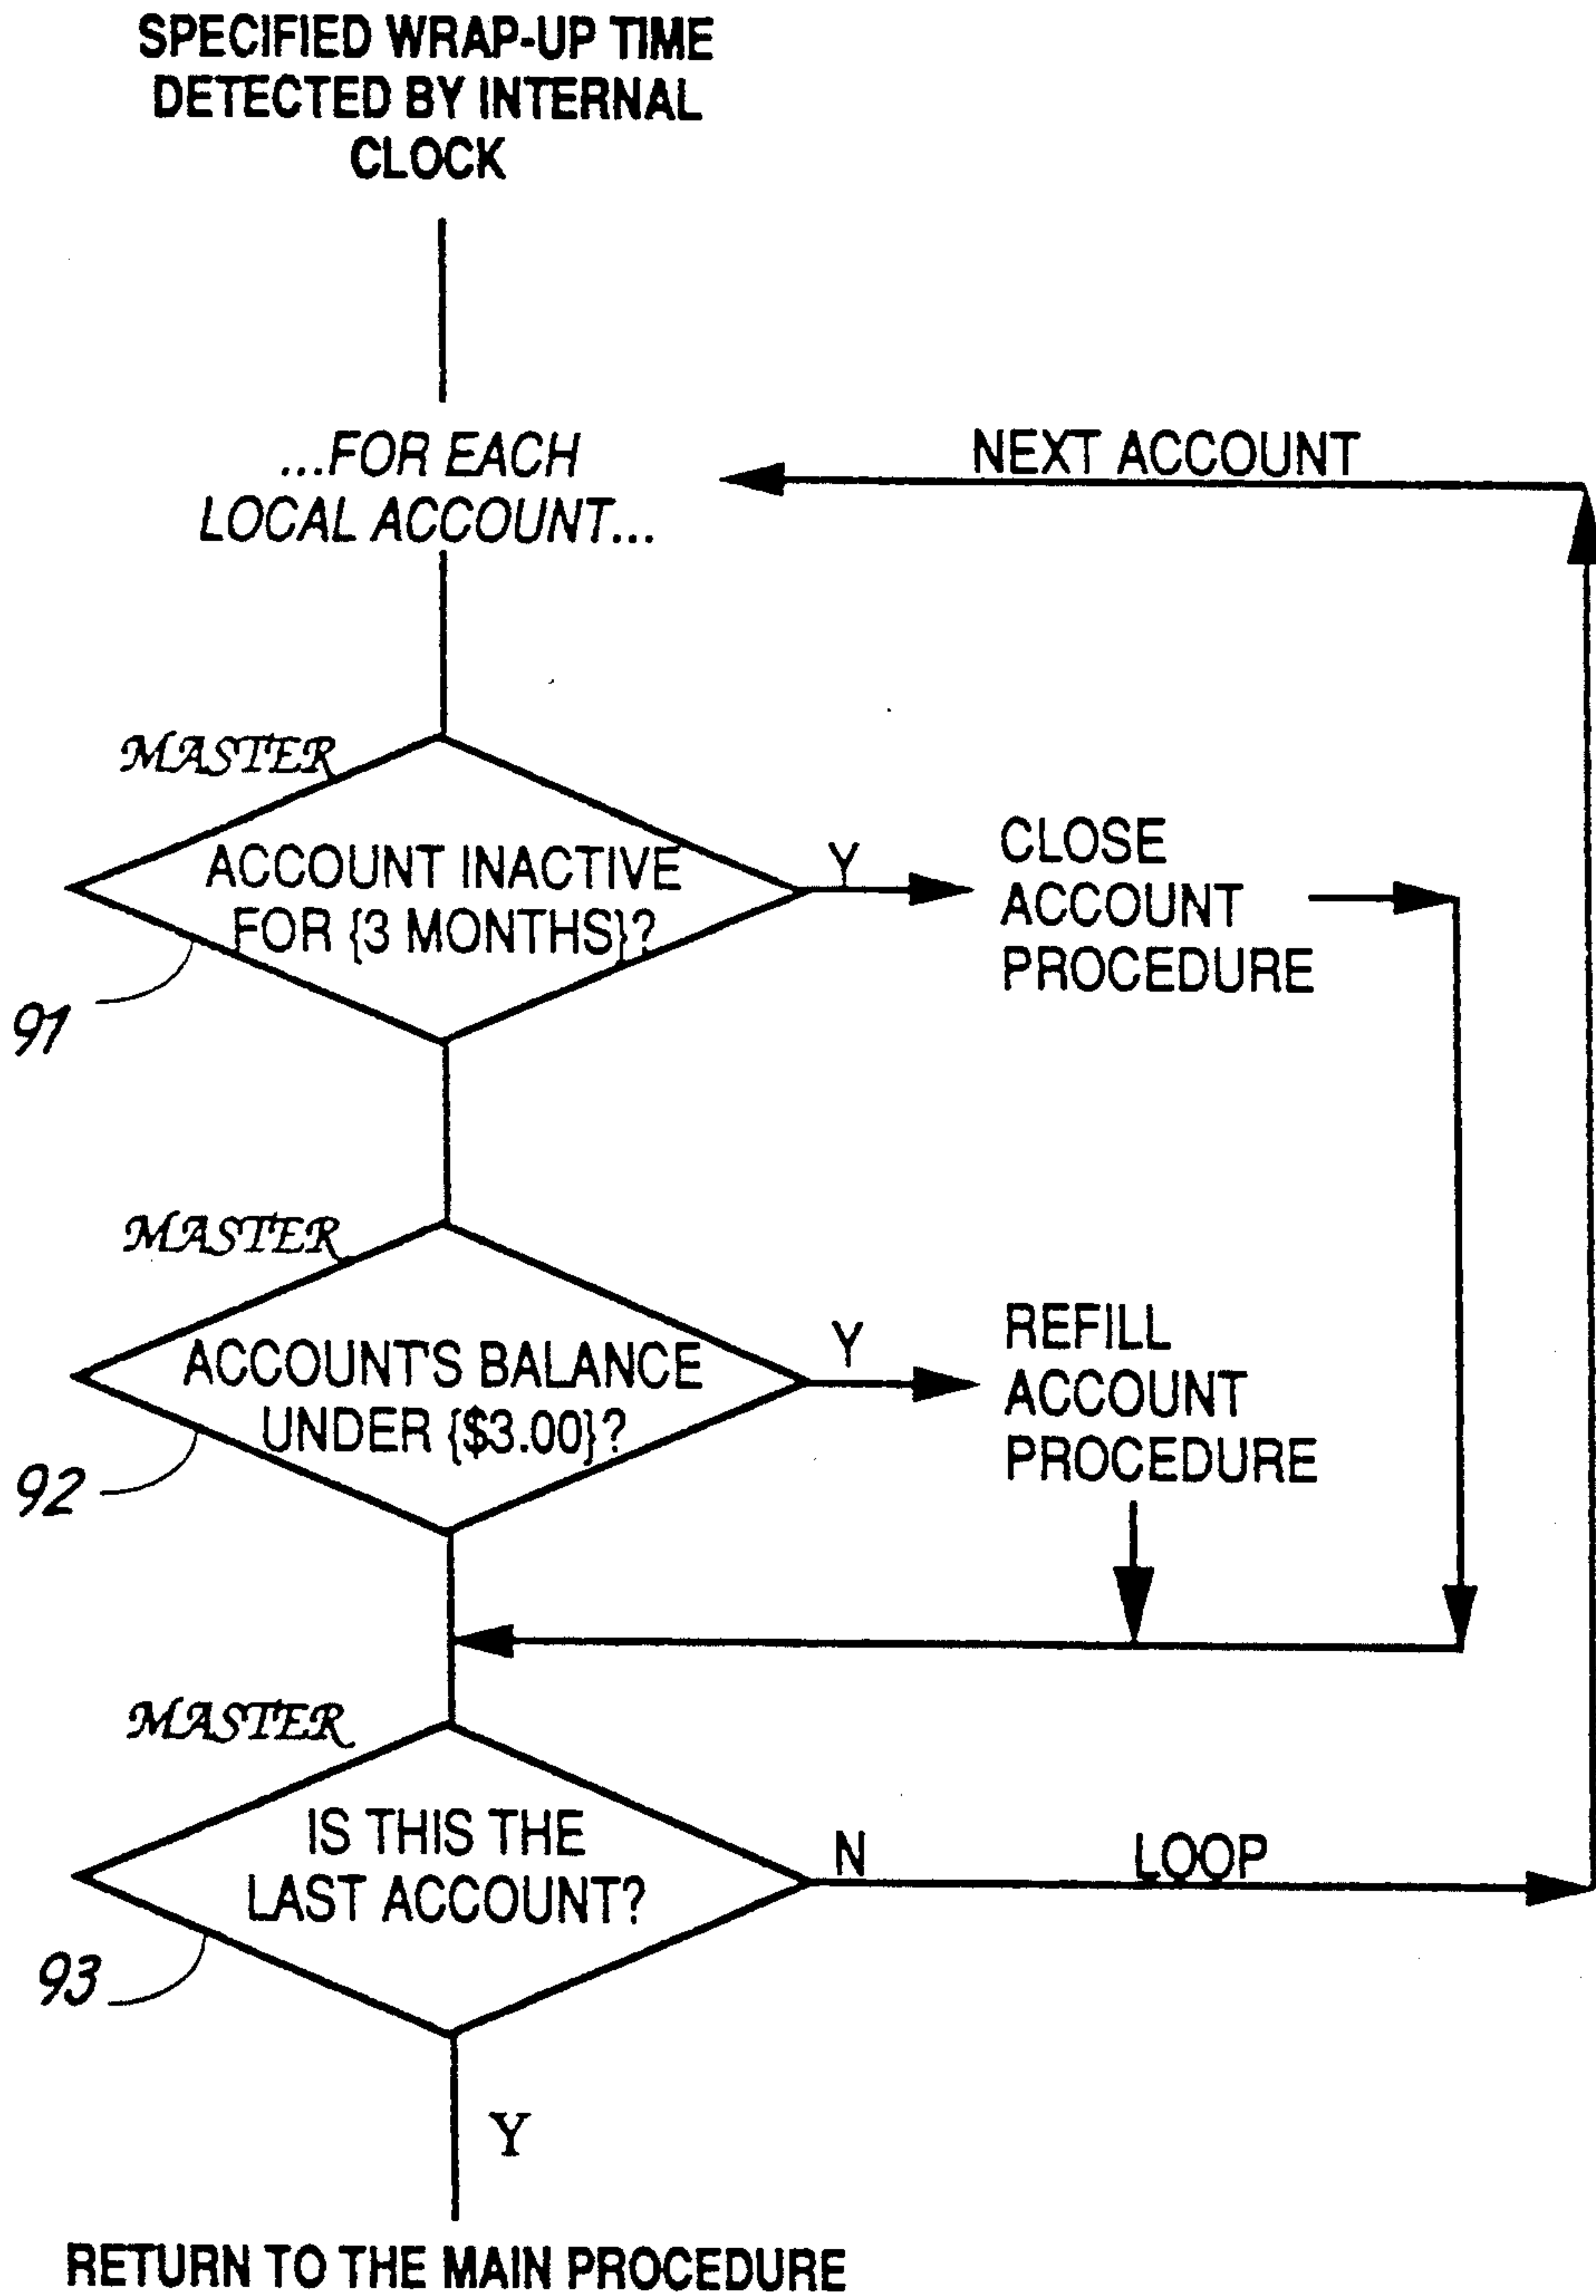 SPECIFIED WRAP-UP TIME
DETECTED BY INTERNAL
CLOCK
...FOR EACH
LOCAL ACCOUNT...
NEXT ACCOUNT
MASTER
ACCOUNT INACTIVE
FOR {3 MONTHS}?
Y
CLOSE
ACCOUNT
PROCEDURE
91
MASTER
ACCOUNT'S BALANCE
UNDER {$3.00}?
Y
REFILL
ACCOUNT
PROCEDURE
92
MASTER
IS THIS THE
LAST ACCOUNT?
N
LOOP
93
Y
RETURN TO THE MAIN PROCEDURE